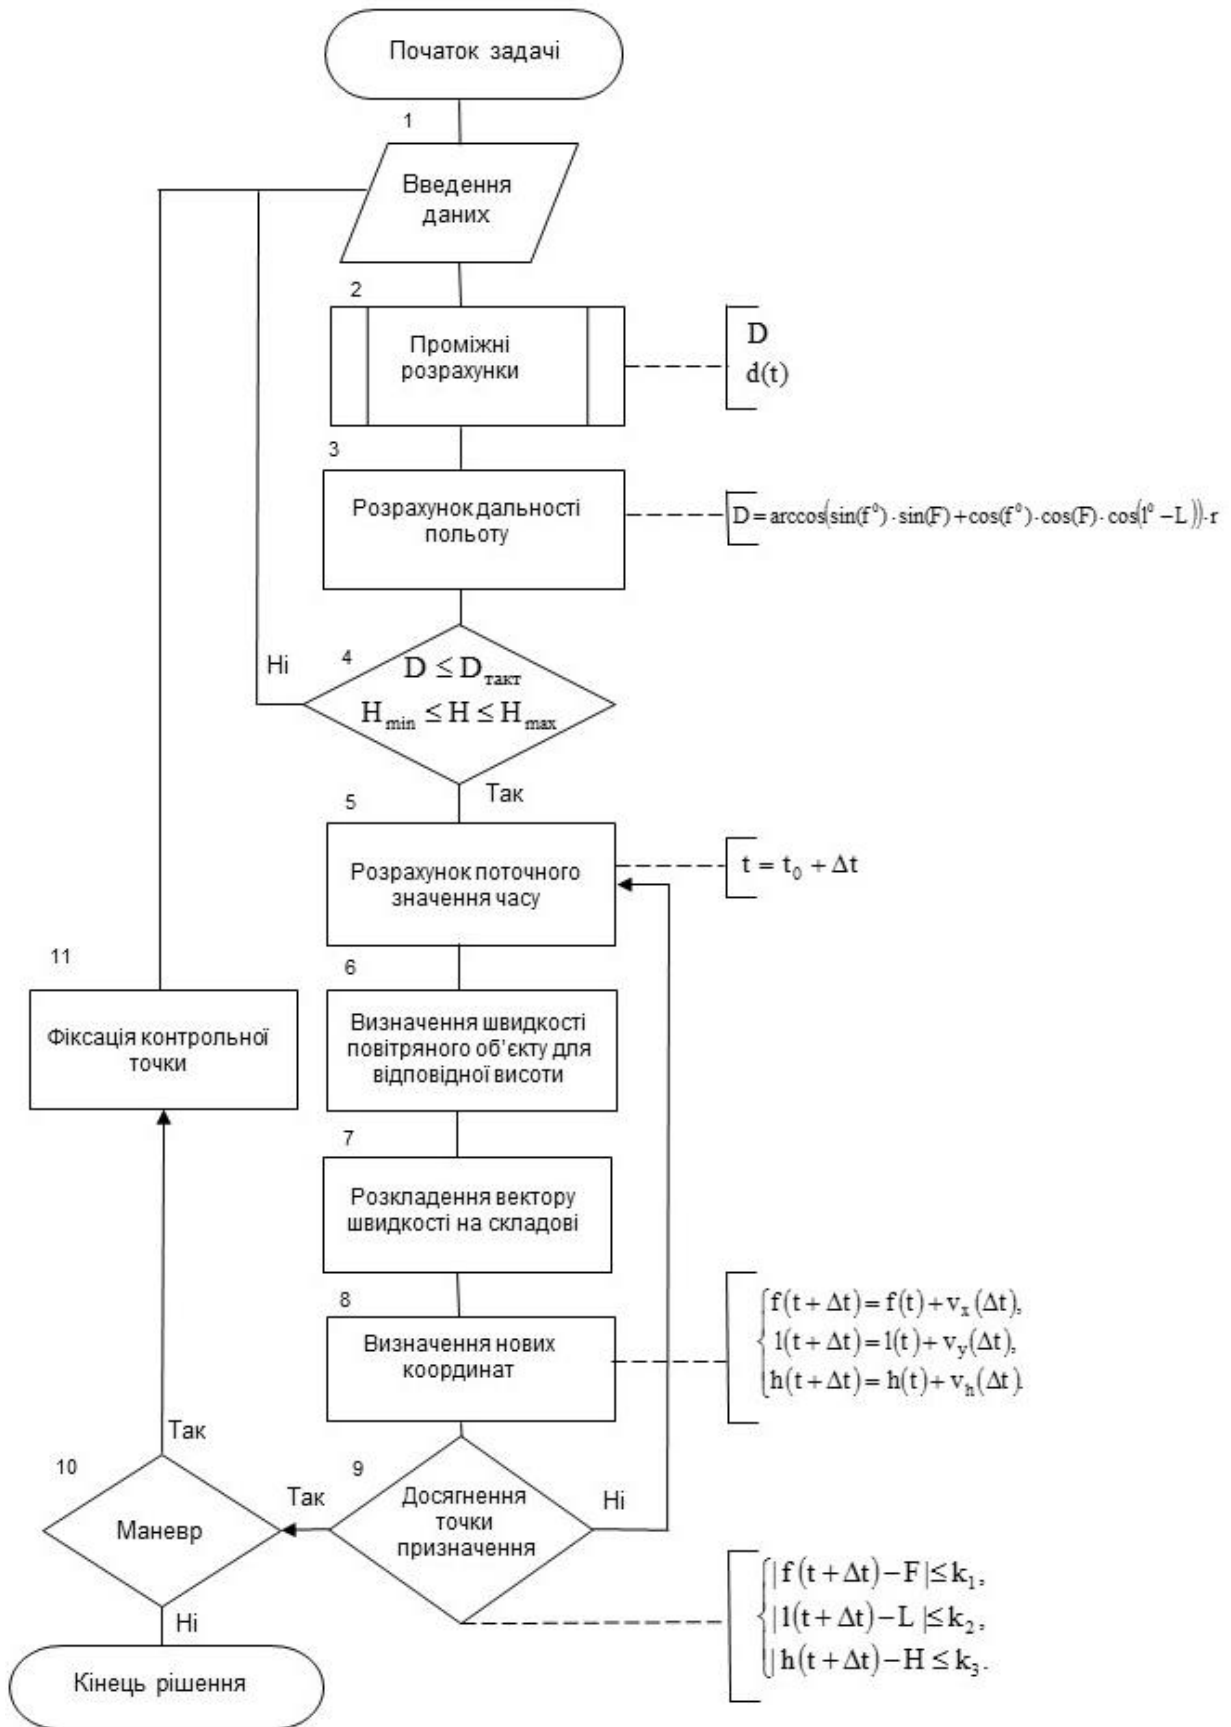 Початок задачі
1
Введення
даних
2
Проміжні
розрахунки
D
d(t)
3
Розрахунок дальності
польоту
D = arccos(sin(f⁰)·sin(F)+cos(f⁰)·cos(F)·cos(l⁰−L))·r
4
Ні
D ≤ Dтакт
Hmin ≤ H ≤ Hmax
Так
5
Розрахунок поточного
значення часу
t = t₀ + Δt
11
Фіксація контрольної
точки
6
Визначення швидкості
повітряного об'єкту для
відповідної висоти
7
Розкладення вектору
швидкості на складові
8
Визначення нових
координат
f(t + Δt) = f(t) + vₓ(Δt),
l(t + Δt) = l(t) + vy(Δt),
h(t + Δt) = h(t) + vh(Δt).
Так
10
Маневр
Ні
9
Так
Досягнення
точки
призначення
Ні
|f(t + Δt) − F| ≤ k₁,
|l(t + Δt) − L| ≤ k₂,
|h(t + Δt) − H ≤ k₃.
Кінець рішення